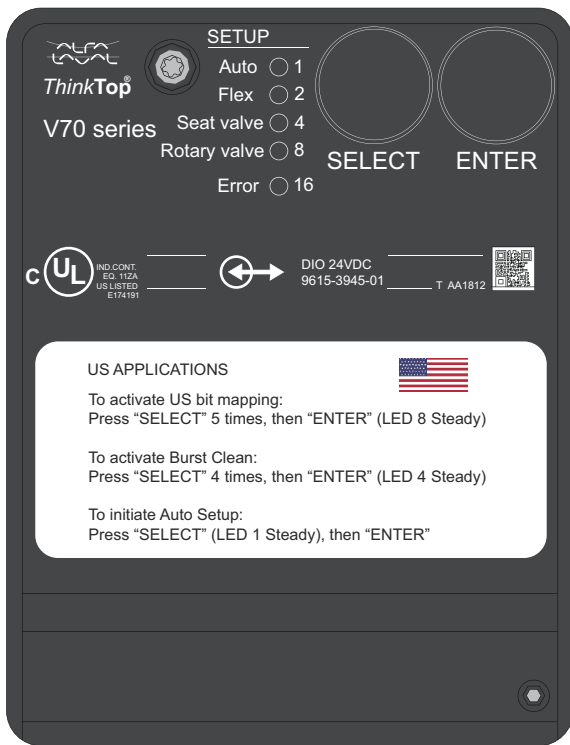 ALFA
LAVAL
ThinkTop®
V70 series
SETUP
Auto 1
Flex 2
Seat valve 4
Rotary valve 8
Error 16
SELECT
ENTER
C UL
IND.CONT.
EQ. 11ZA
US LISTED
E174191
DIO 24VDC
9615-3945-01
T AA1812
US APPLICATIONS
To activate US bit mapping:
Press “SELECT” 5 times, then “ENTER” (LED 8 Steady)
To activate Burst Clean:
Press “SELECT” 4 times, then “ENTER” (LED 4 Steady)
To initiate Auto Setup:
Press “SELECT” (LED 1 Steady), then “ENTER”